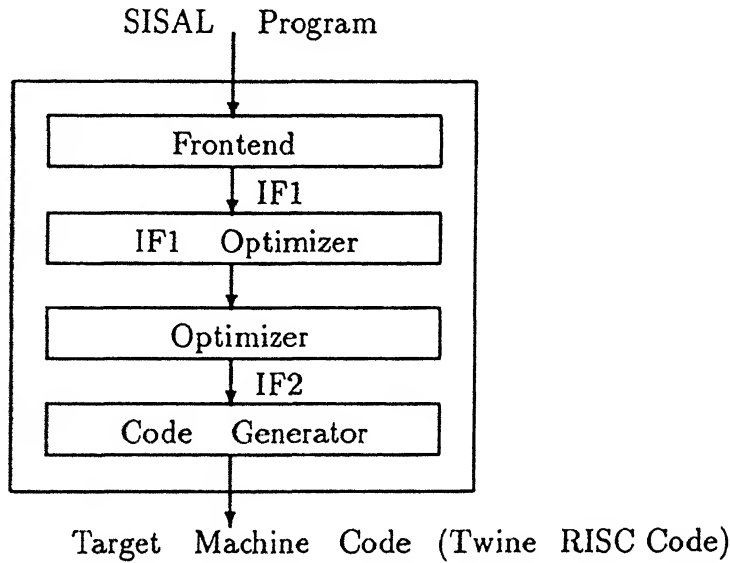 SISAL Program
Frontend
IF1
IF1 Optimizer
Optimizer
IF2
Code Generator
Target Machine Code (Twine RISC Code)